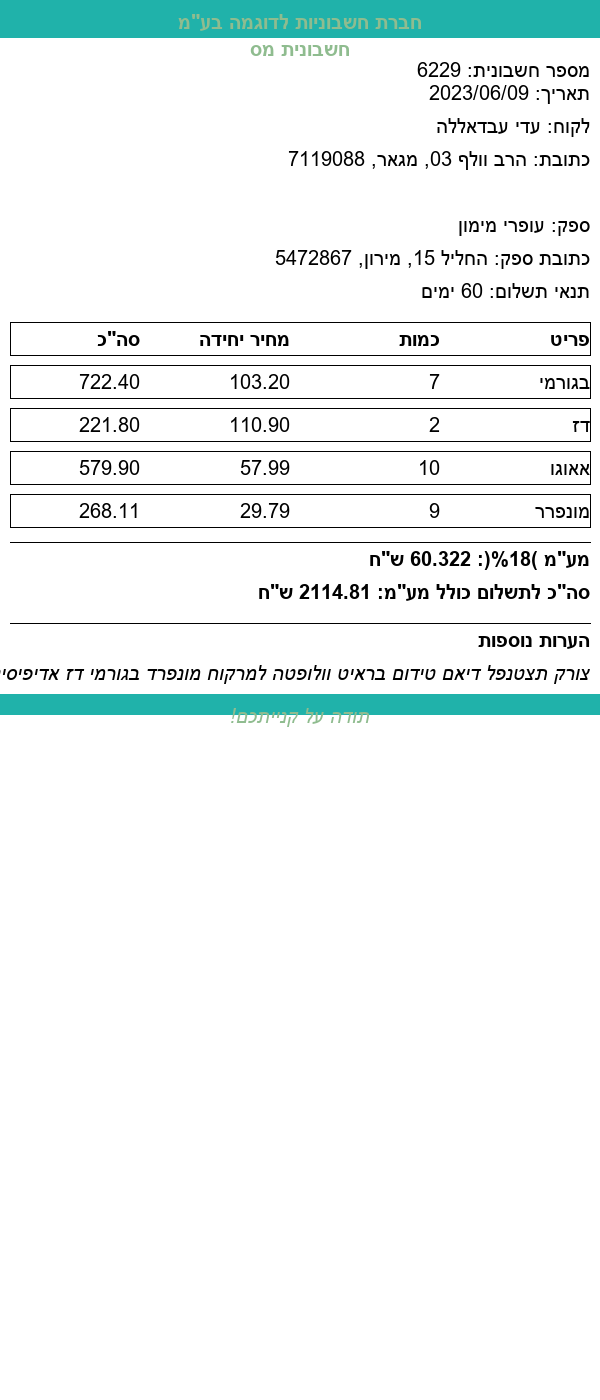 חברת חשבוניות לדוגמה בע"מ
חשבונית מס
מספר חשבונית: 6229
תאריך: 2023/06/09
לקוח: עדי עבדאללה
כתובת: הרב וולף 03, מגאר, 7119088
ספק: עופרי מימון
כתובת ספק: החליל 15, מירון, 5472867
תנאי תשלום: 60 ימים
פריט כמות מחיר יחידה סה"כ
בגורמי 7 103.20 722.40
דז 2 110.90 221.80
אאוגו 10 57.99 579.90
מונפרר 9 29.79 268.11
מע"מ )18%(: 60.322 ש"ח
סה"כ לתשלום כולל מע"מ: 2114.81 ש"ח
הערות נוספות
צורק תצטנפל דיאם טידום בראיט וולופטה למרקוח מונפרד בגורמי דז אדיפיסי
תודה על קנייתכם!